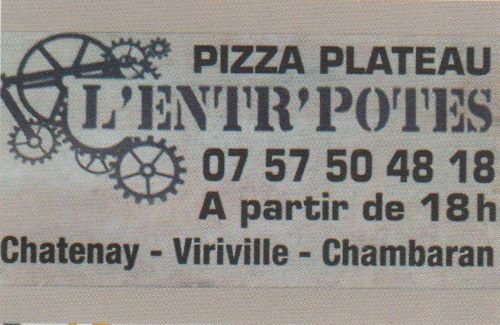 PIZZA PLATEAU
L'ENTR'POTES
07 57 50 48 18
A partir de 18h
Chatenay - Viriville - Chambaran